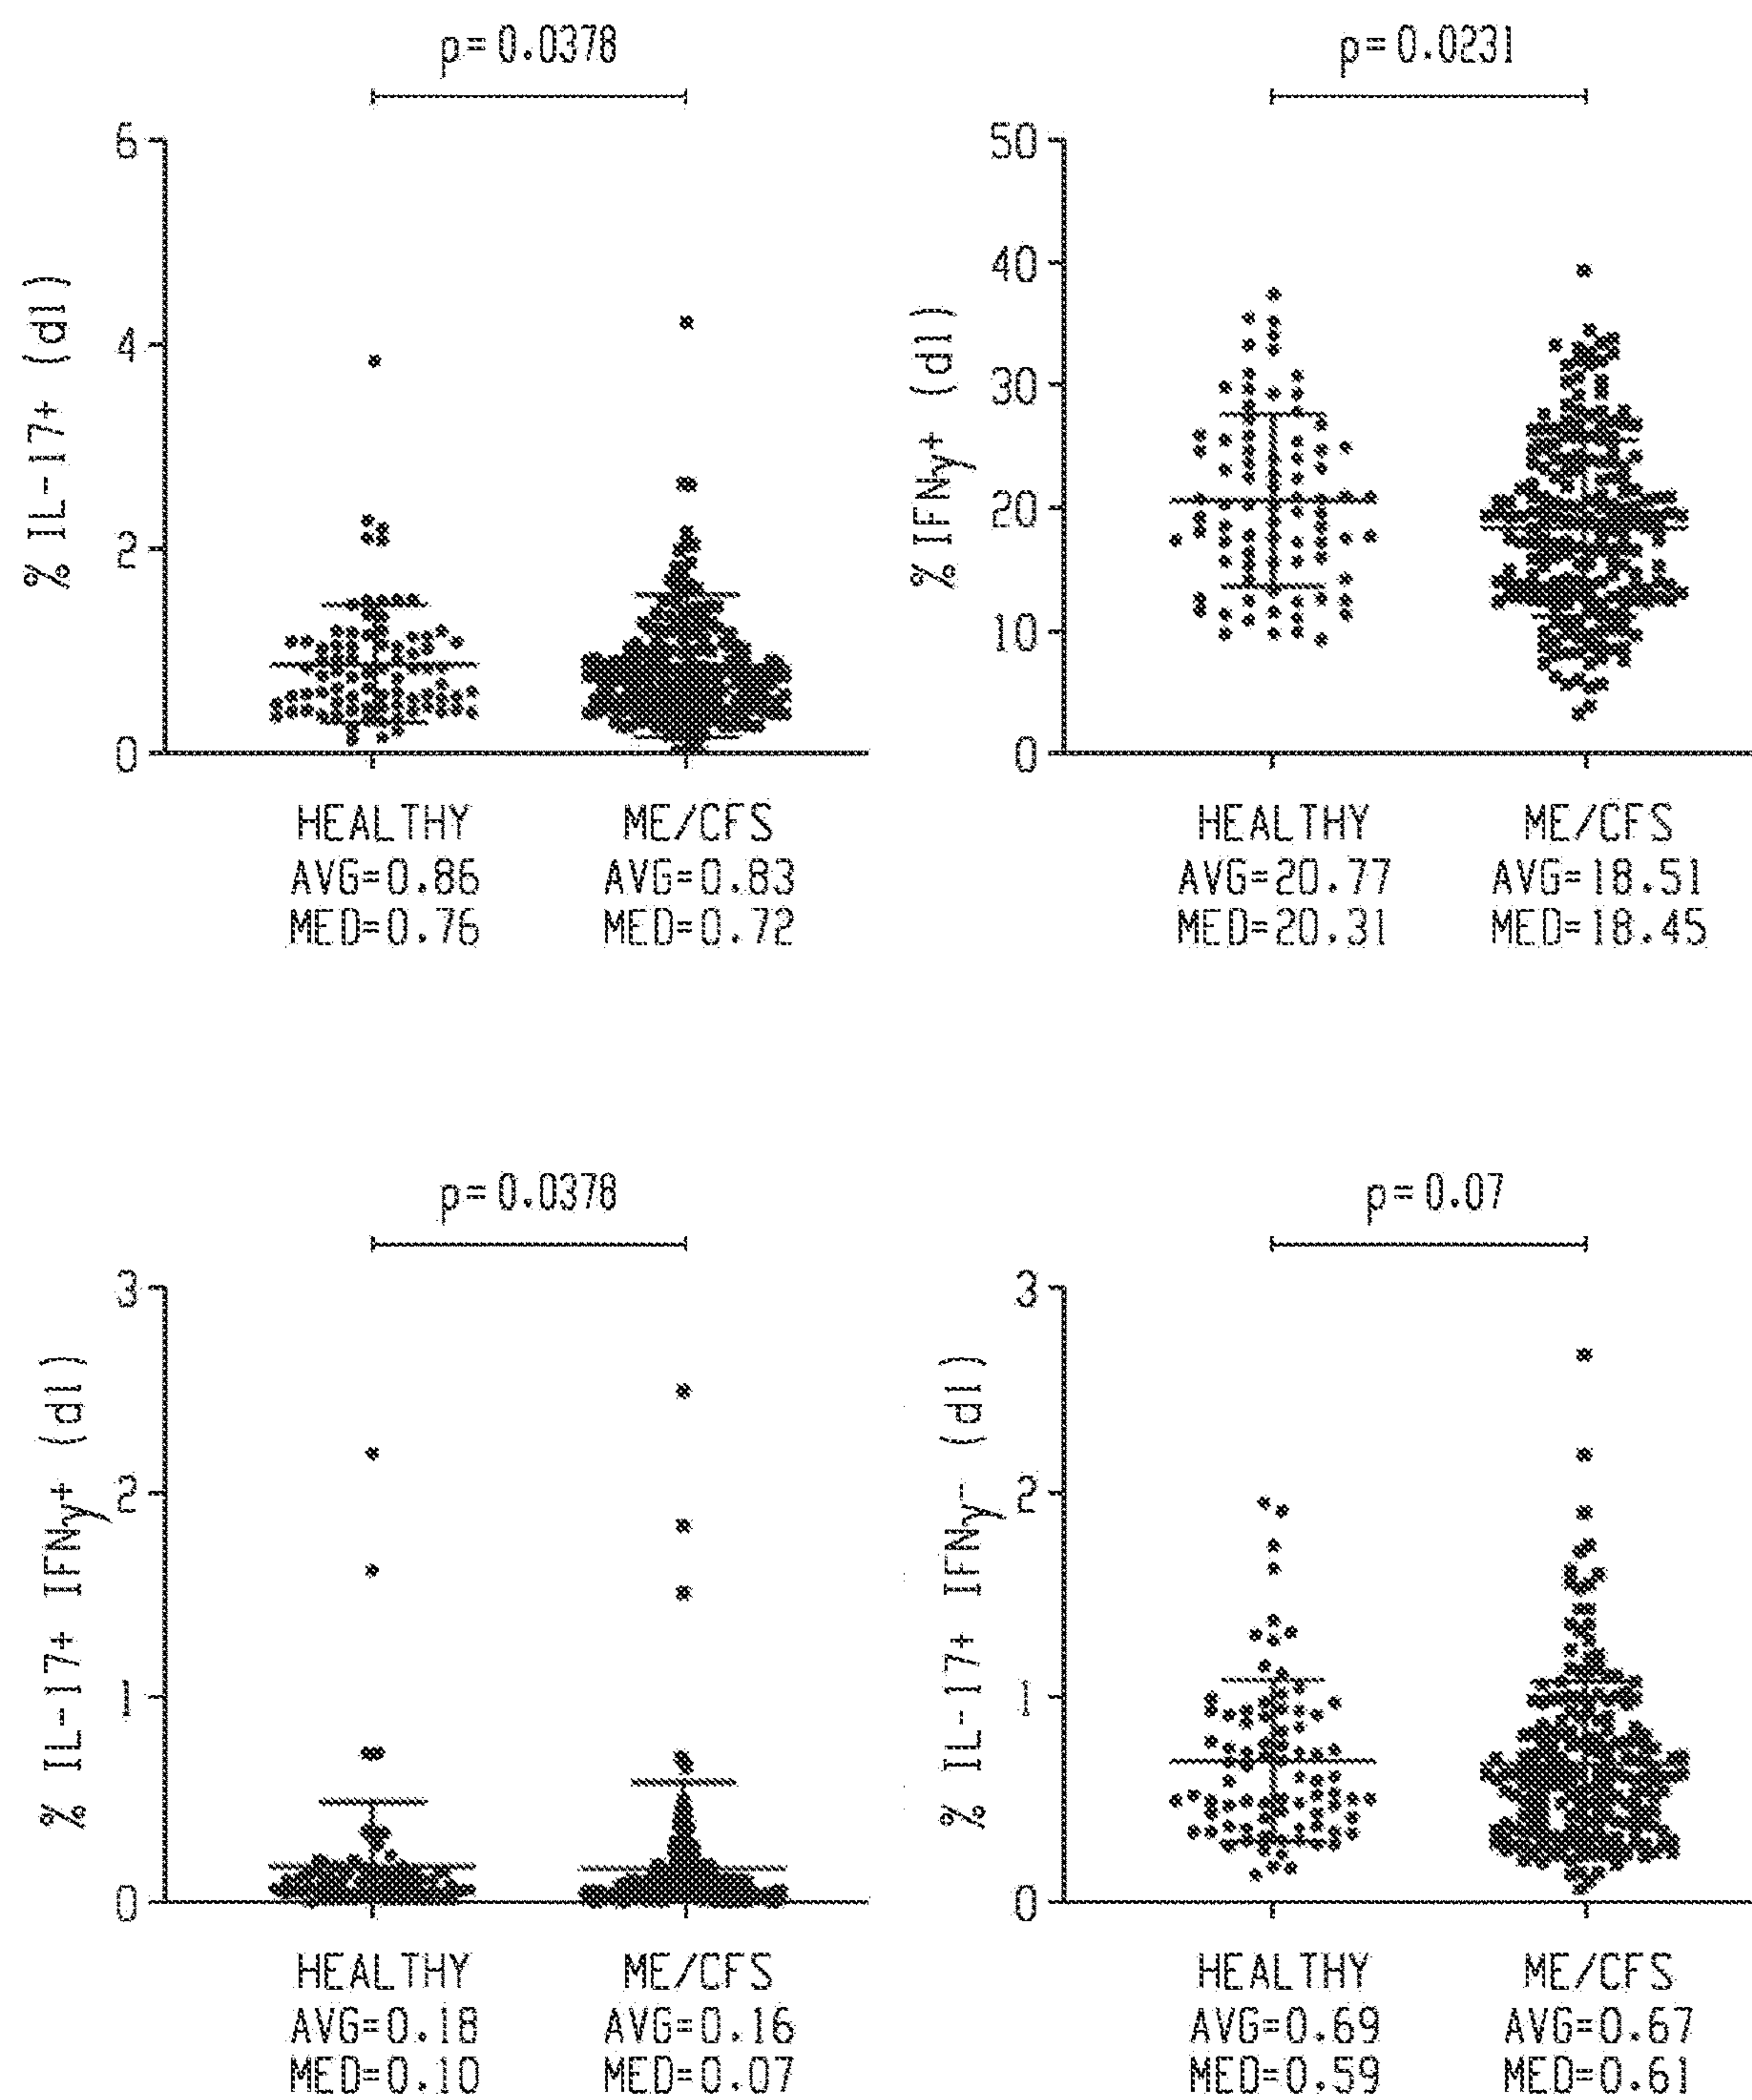 p=0.0378
6
4
2
0
% IL-17+ (d1)
HEALTHY ME/CFS
AVG=0.86 AVG=0.83
MED=0.76 MED=0.72
p=0.0231
50
40
30
20
10
0
% IFNγ+ (d1)
HEALTHY ME/CFS
AVG=20.77 AVG=18.51
MED=20.31 MED=18.45
p=0.0378
3
2
1
0
% IL-17+ IFNγ+ (d1)
HEALTHY ME/CFS
AVG=0.18 AVG=0.16
MED=0.10 MED=0.07
p=0.07
3
2
1
0
% IL-17+ IFNγ- (d1)
HEALTHY ME/CFS
AVG=0.69 AVG=0.67
MED=0.59 MED=0.61